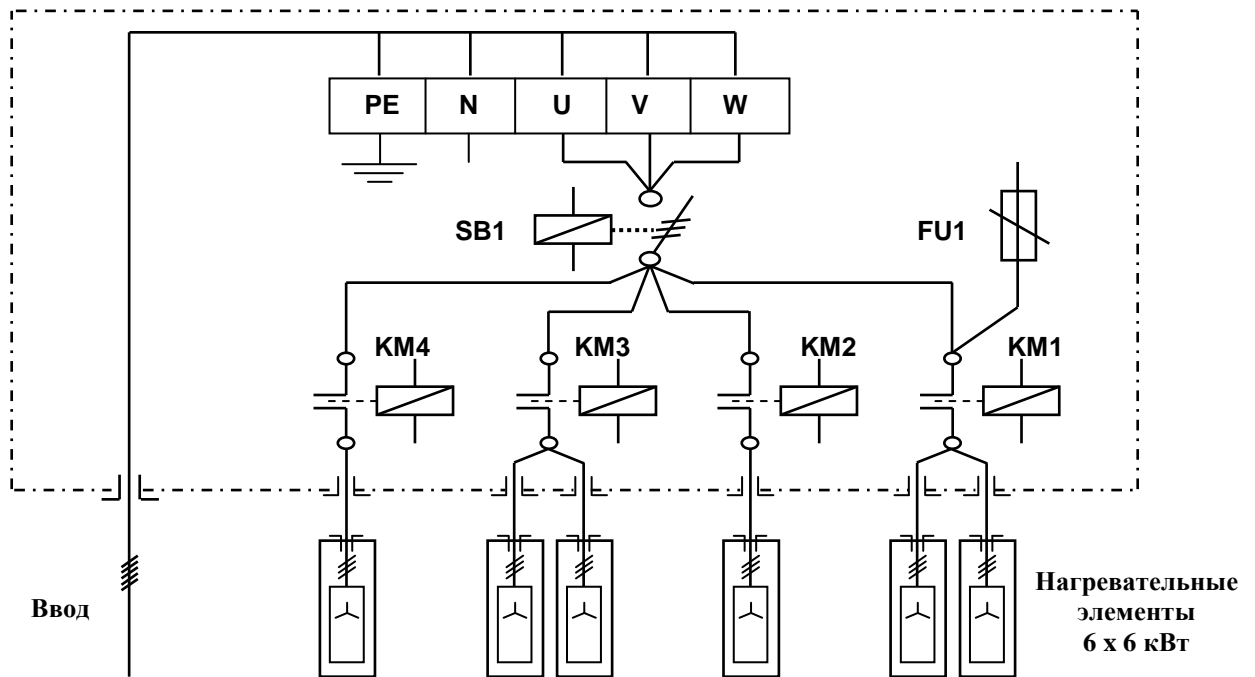 PE N U V W
SB1
FU1
KM4 KM3 KM2 KM1
Ввод
Нагревательные
элементы
6 x 6 кВт